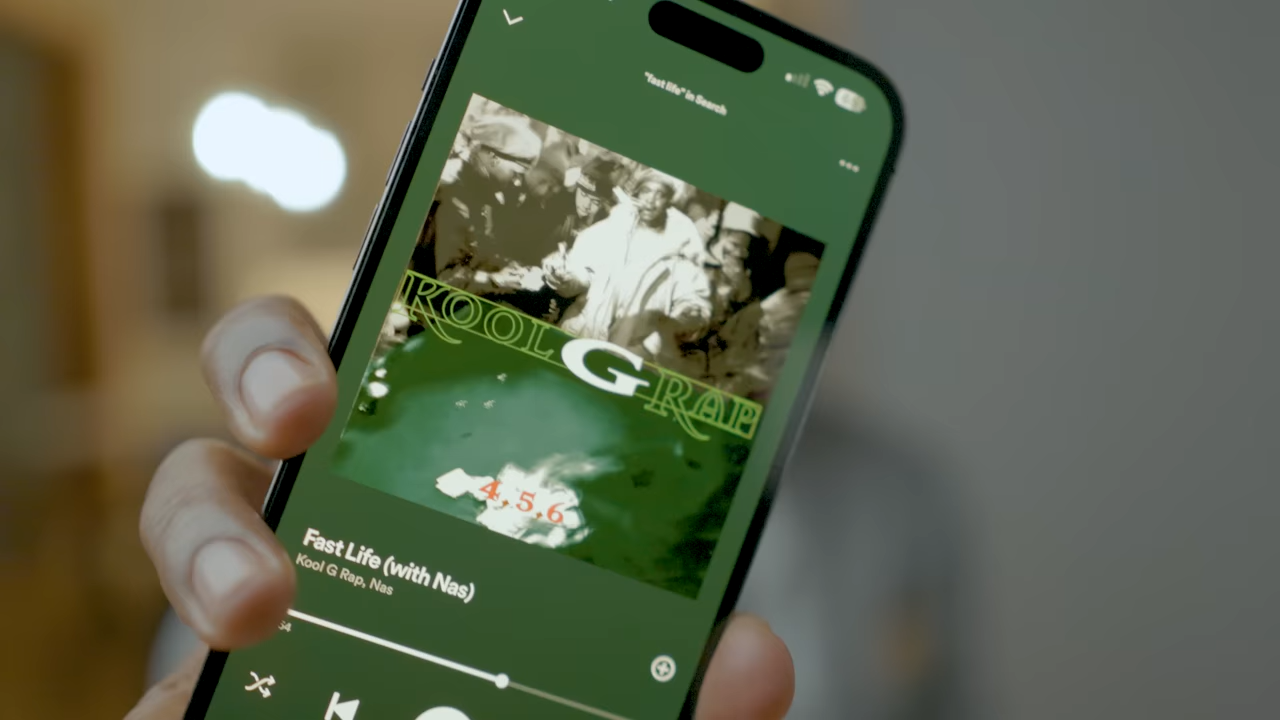 "fast life" in Search
KOOL G RAP
4,5,6
Fast Life (with Nas)
Kool G Rap, Nas